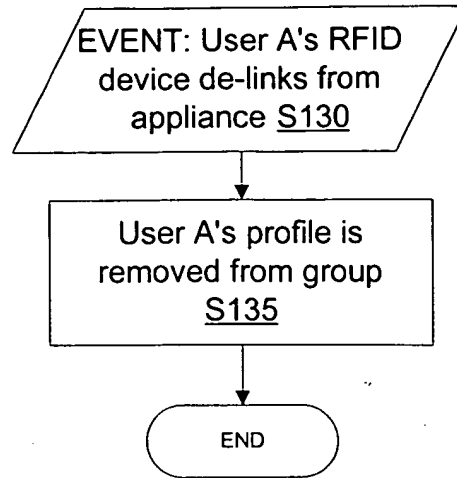 EVENT: User A's RFID
device de-links from
appliance S130
User A's profile is
removed from group
S135
END